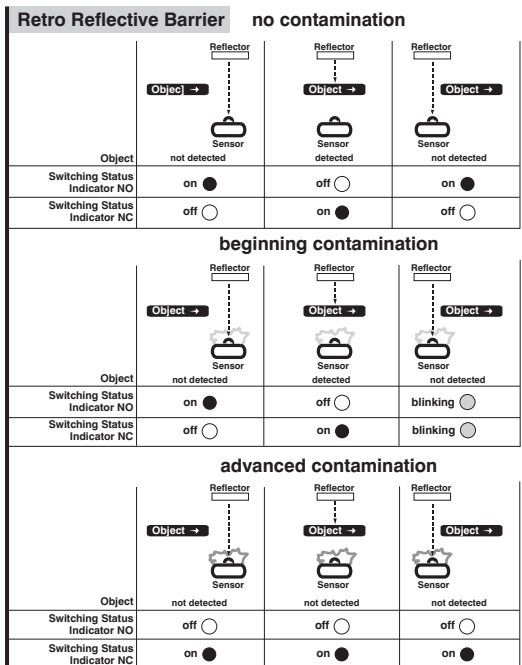 Retro Reflective Barrier no contamination
Reflector Reflector Reflector
Objec] → Object → Object →
Sensor Sensor Sensor
Object not detected detected not detected
Switching Status
Indicator NO on off on
Switching Status
Indicator NC off on off
beginning contamination
Reflector Reflector Reflector
Object → Object → Object →
Sensor Sensor Sensor
Object not detected detected not detected
Switching Status
Indicator NO on off blinking
Switching Status
Indicator NC off on blinking
advanced contamination
Reflector Reflector Reflector
Object → Object → Object →
Sensor Sensor Sensor
Object not detected not detected not detected
Switching Status
Indicator NO off off off
Switching Status
Indicator NC on on on